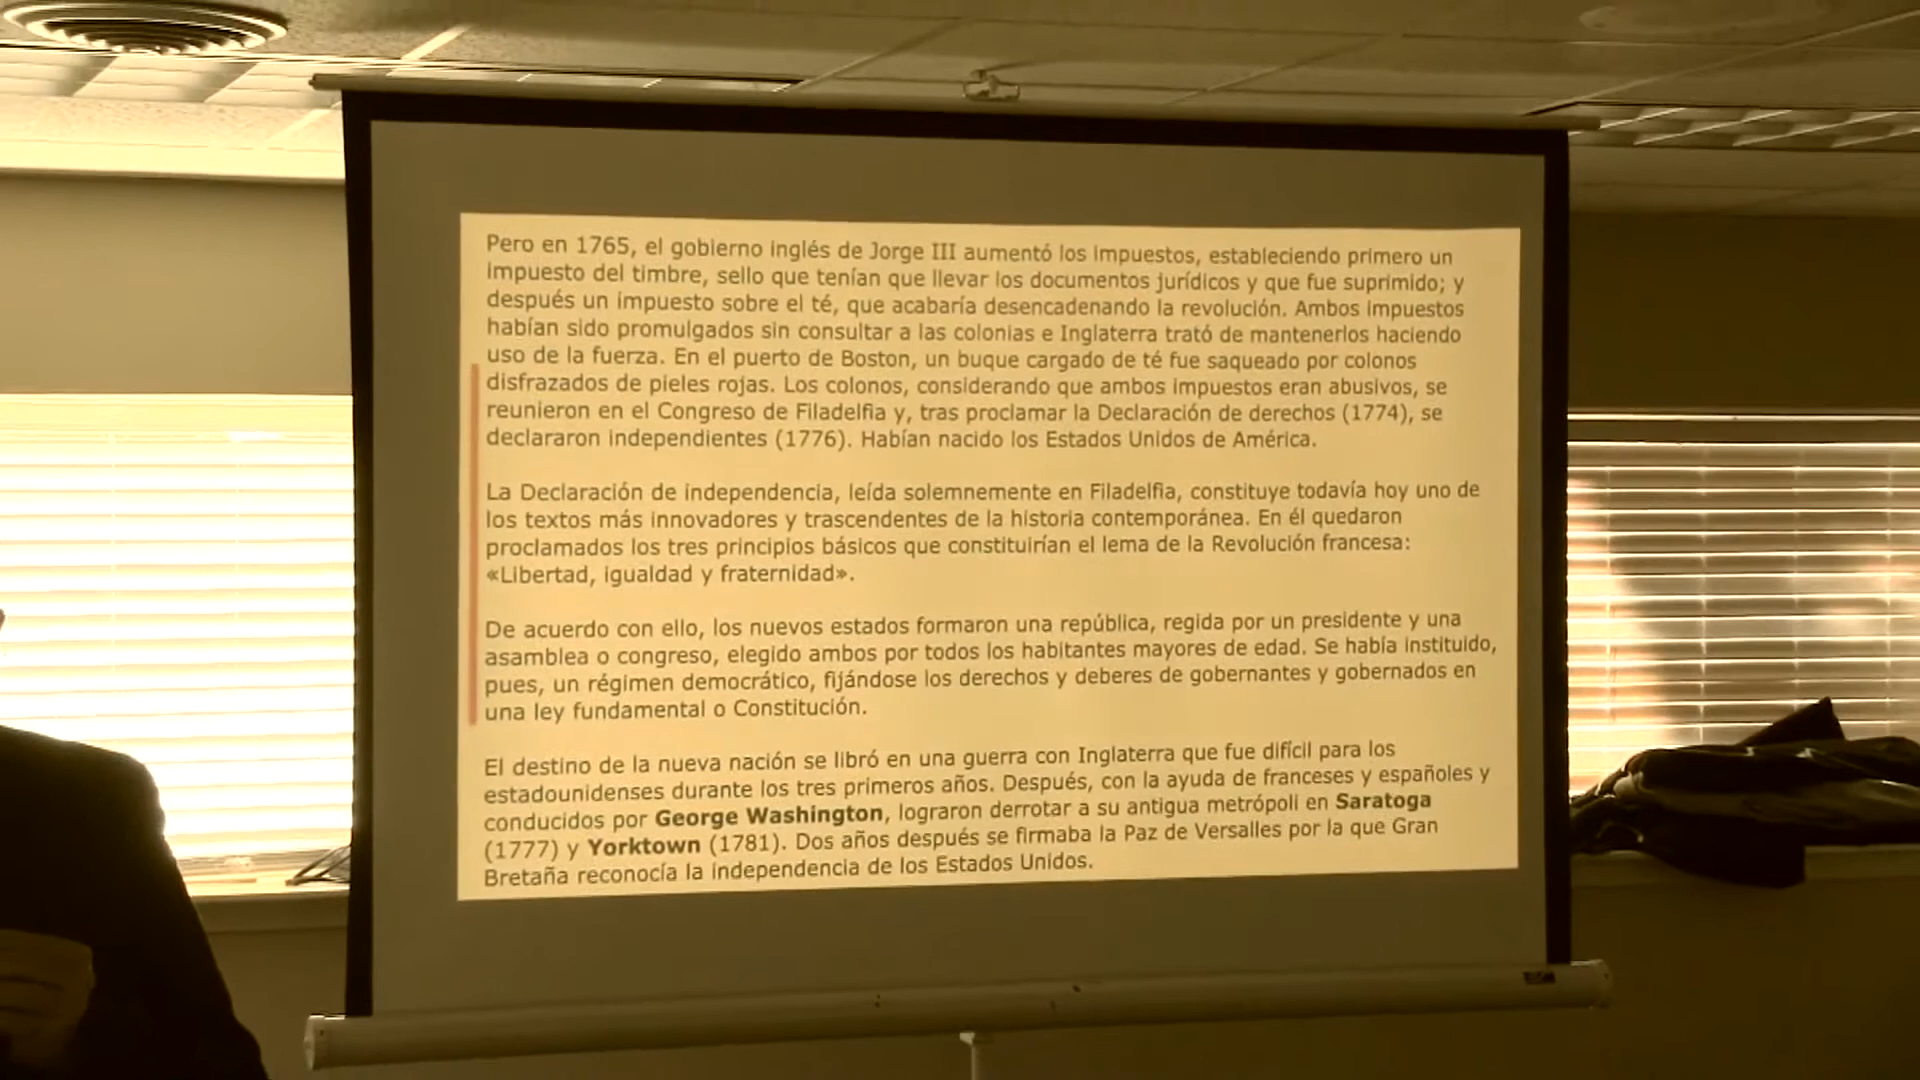 Pero en 1765, el gobierno inglés de Jorge III aumentó los impuestos, estableciendo primero un
impuesto del timbre, sello que tenían que llevar los documentos jurídicos y que fue suprimido; y
después un impuesto sobre el té, que acabaría desencadenando la revolución. Ambos impuestos
habían sido promulgados sin consultar a las colonias e Inglaterra trató de mantenerlos haciendo
uso de la fuerza. En el puerto de Boston, un buque cargado de té fue saqueado por colonos
disfrazados de pieles rojas. Los colonos, considerando que ambos impuestos eran abusivos, se
reunieron en el Congreso de Filadelfia y, tras proclamar la Declaración de derechos (1774), se
declararon independientes (1776). Habían nacido los Estados Unidos de América.
La Declaración de independencia, leída solemnemente en Filadelfia, constituye todavía hoy uno de
los textos más innovadores y trascendentes de la historia contemporánea. En él quedaron
proclamados los tres principios básicos que constituirían el lema de la Revolución francesa:
«Libertad, igualdad y fraternidad».
De acuerdo con ello, los nuevos estados formaron una república, regida por un presidente y una
asamblea o congreso, elegido ambos por todos los habitantes mayores de edad. Se había instituido,
pues, un régimen democrático, fijándose los derechos y deberes de gobernantes y gobernados en
una ley fundamental o Constitución.
El destino de la nueva nación se libró en una guerra con Inglaterra que fue difícil para los
estadounidenses durante los tres primeros años. Después, con la ayuda de franceses y españoles y
conducidos por George Washington, lograron derrotar a su antigua metrópoli en Saratoga
(1777) y Yorktown (1781). Dos años después se firmaba la Paz de Versalles por la que Gran
Bretaña reconocía la independencia de los Estados Unidos.